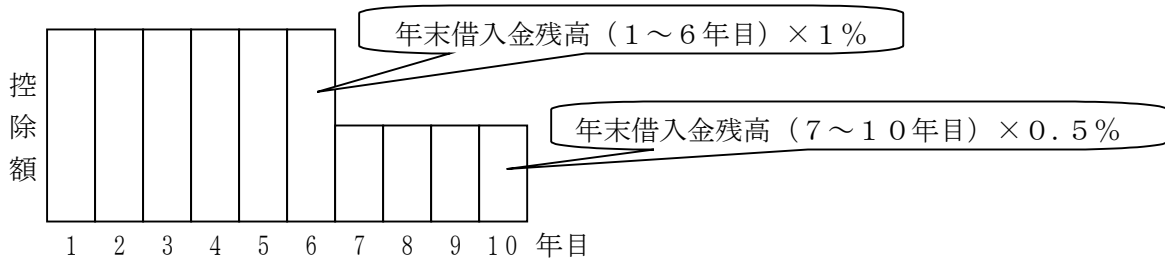 年末借入金残高(1~6年目)×1%
控除額
年末借入金残高(7~10年目)×0.5%
1 2 3 4 5 6 7 8 9 10 年目